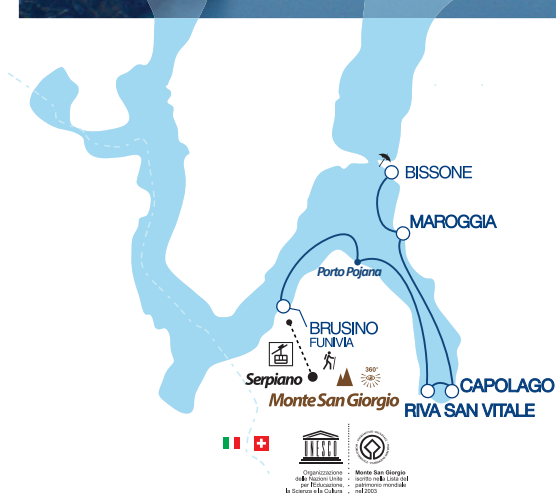 BISSONE
MAROGGIA
Porto Pojana
BRUSINO
FUNIVIA
360°
Serpiano
Monte San Giorgio
CAPOLAGO
RIVA SAN VITALE
UNESCO
Organizzazione
delle Nazioni Unite
per l'Educazione,
la Scienza e la Cultura
Monte San Giorgio
iscritto nella Lista del
patrimonio mondiale
nel 2003